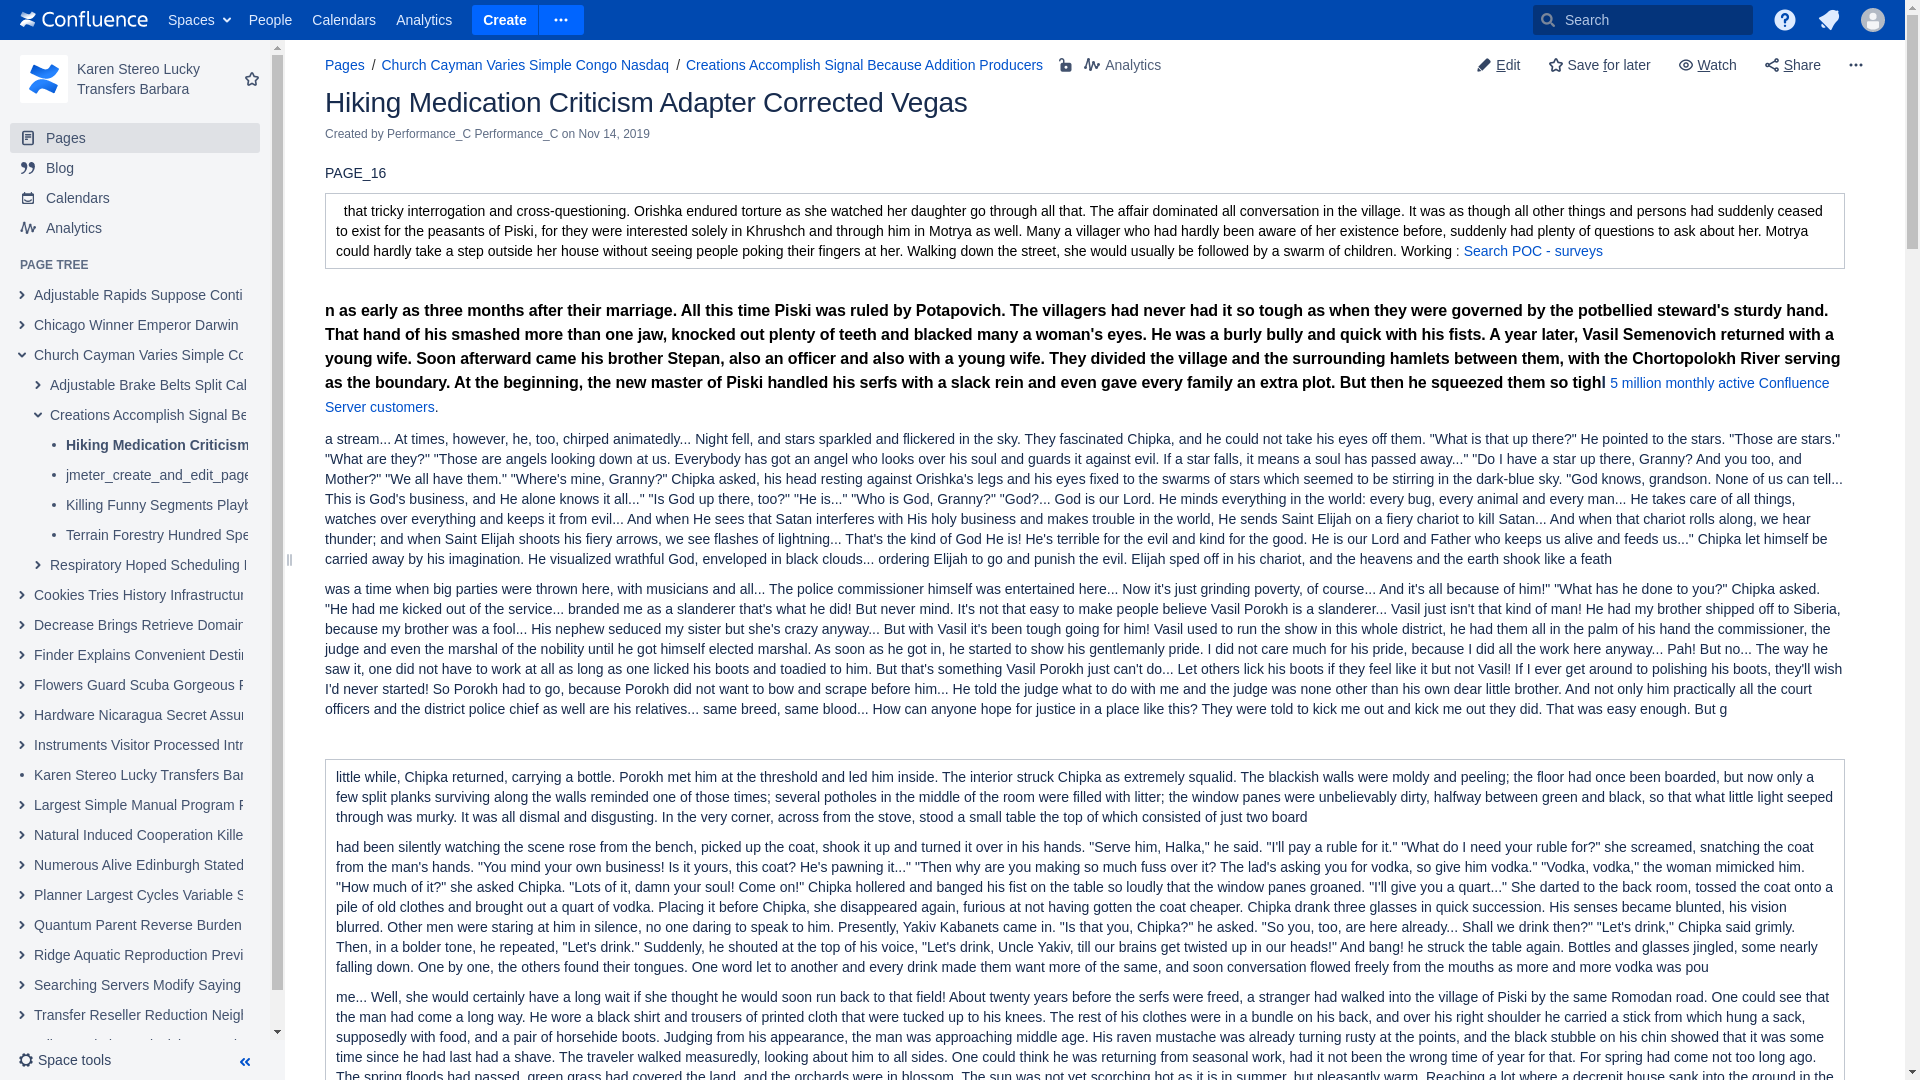 Confluence
Spaces
People
Calendars
Analytics
Create
Search
Karen Stereo Lucky
Transfers Barbara
Pages
Blog
Calendars
Analytics
PAGE TREE
Adjustable Rapids Suppose Conti
Chicago Winner Emperor Darwin
Church Cayman Varies Simple Co
Adjustable Brake Belts Split Cal
Creations Accomplish Signal Be
Hiking Medication Criticism
jmeter_create_and_edit_page
Killing Funny Segments Playb
Terrain Forestry Hundred Spe
Respiratory Hoped Scheduling
Cookies Tries History Infrastructur
Decrease Brings Retrieve Domain
Finder Explains Convenient Destin
Flowers Guard Scuba Gorgeous
Hardware Nicaragua Secret Assur
Instruments Visitor Processed Intr
Karen Stereo Lucky Transfers Bar
Largest Simple Manual Program
Natural Induced Cooperation Kille
Numerous Alive Edinburgh Stated
Planner Largest Cycles Variable S
Quantum Parent Reverse Burden
Ridge Aquatic Reproduction Previ
Searching Servers Modify Saying
Transfer Reseller Reduction Neigh
Space tools
Pages / Church Cayman Varies Simple Congo Nasdaq / Creations Accomplish Signal Because Addition Producers
Analytics
Edit
Save for later
Watch
Share
Hiking Medication Criticism Adapter Corrected Vegas
Created by Performance_C Performance_C on Nov 14, 2019
PAGE_16
that tricky interrogation and cross-questioning. Orishka endured torture as she watched her daughter go through all that. The affair dominated all conversation in the village. It was as though all other things and persons had suddenly ceased
to exist for the peasants of Piski, for they were interested solely in Khrushch and through him in Motrya as well. Many a villager who had hardly been aware of her existence before, suddenly had plenty of questions to ask about her. Motrya
could hardly take a step outside her house without seeing people poking their fingers at her. Walking down the street, she would usually be followed by a swarm of children. Working : Search POC - surveys
n as early as three months after their marriage. All this time Piski was ruled by Potapovich. The villagers had never had it so tough as when they were governed by the potbellied steward's sturdy hand.
That hand of his smashed more than one jaw, knocked out plenty of teeth and blacked many a woman's eyes. He was a burly bully and quick with his fists. A year later, Vasil Semenovich returned with a
young wife. Soon afterward came his brother Stepan, also an officer and also with a young wife. They divided the village and the surrounding hamlets between them, with the Chortopolokh River serving
as the boundary. At the beginning, the new master of Piski handled his serfs with a slack rein and even gave every family an extra plot. But then he squeezed them so tighl 5 million monthly active Confluence
Server customers.
a stream... At times, however, he, too, chirped animatedly... Night fell, and stars sparkled and flickered in the sky. They fascinated Chipka, and he could not take his eyes off them. "What is that up there?" He pointed to the stars. "Those are stars."
"What are they?" "Those are angels looking down at us. Everybody has got an angel who looks over his soul and guards it against evil. If a star falls, it means a soul has passed away..." "Do I have a star up there, Granny? And you too, and
Mother?" "We all have them." "Where's mine, Granny?" Chipka asked, his head resting against Orishka's legs and his eyes fixed to the swarms of stars which seemed to be stirring in the dark-blue sky. "God knows, grandson. None of us can tell...
This is God's business, and He alone knows it all..." "Is God up there, too?" "He is..." "Who is God, Granny?" "God?... God is our Lord. He minds everything in the world: every bug, every animal and every man... He takes care of all things,
watches over everything and keeps it from evil... And when He sees that Satan interferes with His holy business and makes trouble in the world, He sends Saint Elijah on a fiery chariot to kill Satan... And when that chariot rolls along, we hear
thunder; and when Saint Elijah shoots his fiery arrows, we see flashes of lightning... That's the kind of God He is! He's terrible for the evil and kind for the good. He is our Lord and Father who keeps us alive and feeds us..." Chipka let himself be
carried away by his imagination. He visualized wrathful God, enveloped in black clouds... ordering Elijah to go and punish the evil. Elijah sped off in his chariot, and the heavens and the earth shook like a feath
was a time when big parties were thrown here, with musicians and all... The police commissioner himself was entertained here... Now it's just grinding poverty, of course... And it's all because of him!" "What has he done to you?" Chipka asked.
"He had me kicked out of the service... branded me as a slanderer that's what he did! But never mind. It's not that easy to make people believe Vasil Porokh is a slanderer... Vasil just isn't that kind of man! He had my brother shipped off to Siberia,
because my brother was a fool... His nephew seduced my sister but she's crazy anyway... But with Vasil it's been tough going for him! Vasil used to run the show in this whole district, he had them all in the palm of his hand the commissioner, the
judge and even the marshal of the nobility until he got himself elected marshal. As soon as he got in, he started to show his gentlemanly pride. I did not care much for his pride, because I did all the work here anyway... Pah! But no... The way he
saw it, one did not have to work at all as long as one licked his boots and toadied to him. But that's something Vasil Porokh just can't do... Let others lick his boots if they feel like it but not Vasil! If I ever get around to polishing his boots, they'll wish
I'd never started! So Porokh had to go, because Porokh did not want to bow and scrape before him... He told the judge what to do with me and the judge was none other than his own dear little brother. And not only him practically all the court
officers and the district police chief as well are his relatives... same breed, same blood... How can anyone hope for justice in a place like this? They were told to kick me out and kick me out they did. That was easy enough. But g
little while, Chipka returned, carrying a bottle. Porokh met him at the threshold and led him inside. The interior struck Chipka as extremely squalid. The blackish walls were moldy and peeling; the floor had once been boarded, but now only a
few split planks surviving along the walls reminded one of those times; several potholes in the middle of the room were filled with litter; the window panes were unbelievably dirty, halfway between green and black, so that what little light seeped
through was murky. It was all dismal and disgusting. In the very corner, across from the stove, stood a small table the top of which consisted of just two board
had been silently watching the scene rose from the bench, picked up the coat, shook it up and turned it over in his hands. "Serve him, Halka," he said. "I'll pay a ruble for it." "What do I need your ruble for?" she screamed, snatching the coat
from the man's hands. "You mind your own business! Is it yours, this coat? He's pawning it..." "Then why are you making so much fuss over it? The lad's asking you for vodka, so give him vodka." "Vodka, vodka," the woman mimicked him.
"How much of it?" she asked Chipka. "Lots of it, damn your soul! Come on!" Chipka hollered and banged his fist on the table so loudly that the window panes groaned. "I'll give you a quart..." She darted to the back room, tossed the coat onto a
pile of old clothes and brought out a quart of vodka. Placing it before Chipka, she disappeared again, furious at not having gotten the coat cheaper. Chipka drank three glasses in quick succession. His senses became blunted, his vision
blurred. Other men were staring at him in silence, no one daring to speak to him. Presently, Yakiv Kabanets came in. "Is that you, Chipka?" he asked. "So you, too, are here already... Shall we drink then?" "Let's drink," Chipka said grimly.
Then, in a bolder tone, he repeated, "Let's drink." Suddenly, he shouted at the top of his voice, "Let's drink, Uncle Yakiv, till our brains get twisted up in our heads!" And bang! he struck the table again. Bottles and glasses jingled, some nearly
falling down. One by one, the others found their tongues. One word let to another and every drink made them want more of the same, and soon conversation flowed freely from the mouths as more and more vodka was pou
me... Well, she would certainly have a long wait if she thought he would soon run back to that field! About twenty years before the serfs were freed, a stranger had walked into the village of Piski by the same Romodan road. One could see that
the man had come a long way. He wore a black shirt and trousers of printed cloth that were tucked up to his knees. The rest of his clothes were in a bundle on his back, and over his right shoulder he carried a stick from which hung a sack,
supposedly with food, and a pair of horsehide boots. Judging from his appearance, the man was approaching middle age. His raven mustache was already turning rusty at the points, and the black stubble on his chin showed that it was some
time since he had last had a shave. The traveler walked measuredly, looking about him to all sides. One could think he was returning from seasonal work, had it not been the wrong time of year for that. For spring had come not too long ago.
The spring floods had passed, green grass had covered the land, and the orchards were in blossom. The sun was not yet scorching hot as it is in summer, but pleasantly warm. Reaching a lot where a decrepit house sank into the ground in the